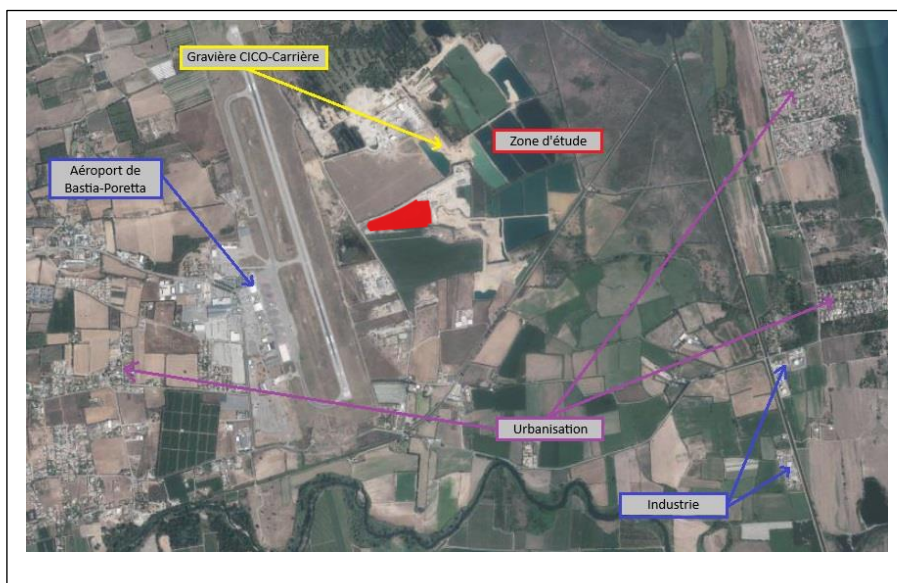 Gravière CICO-Carrière
Zone d'étude
Aéroport de
Bastia-Poretta
Urbanisation
Industrie